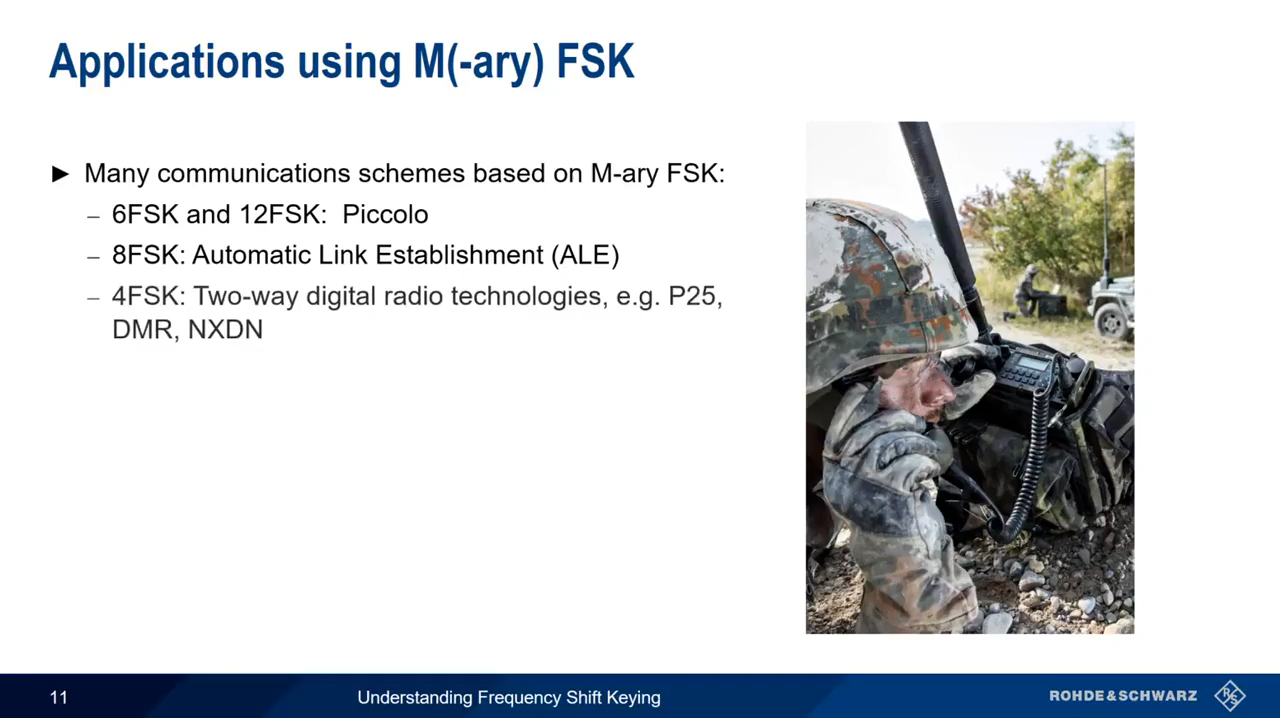 Applications using M(-ary) FSK
► Many communications schemes based on M-ary FSK:
– 6FSK and 12FSK: Piccolo
– 8FSK: Automatic Link Establishment (ALE)
– 4FSK: Two-way digital radio technologies, e.g. P25,
DMR, NXDN
11
Understanding Frequency Shift Keying
ROHDE & SCHWARZ
R&S